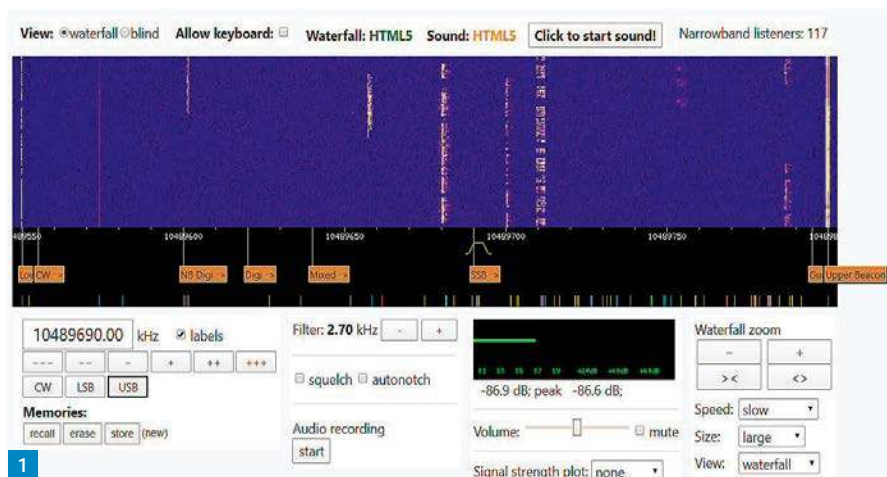 View: waterfall blind Allow keyboard: Waterfall: HTML5 Sound: HTML5 Click to start sound! Narrowband listeners: 117
10489600 10489650 10489700 10489750
CW -> NB Digi -> Digi -> Mixed -> SSB -> Upper Beacon
10489690.00 kHz labels
--- -- - + ++ +++
CW LSB USB
Memories:
recall erase store (new)
Filter: 2.70 kHz - +
squelch autonotch
Audio recording
start
-86.9 dB; peak -86.6 dB;
Volume: mute
Signal strength plot: none
Waterfall zoom
- +
>< <>
Speed: slow
Size: large
View: waterfall
1